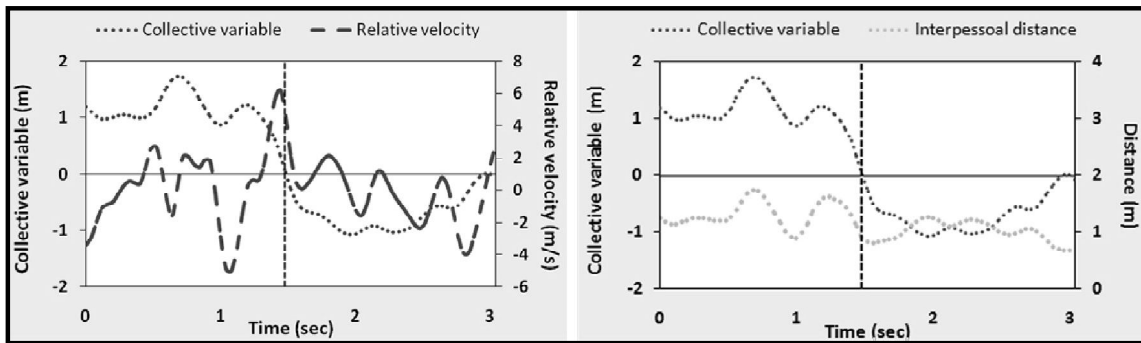 Collective variable Relative velocity
Collective variable (m)
2
1
0
-1
-2
8
6
4
2
0
-2
-4
-6
Relative velocity (m/s)
0 1 2 3
Time (sec)
Collective variable Interpessoal distance
Collective variable (m)
2
1
0
-1
-2
4
3
2
1
0
Distance (m)
0 1 2 3
Time (sec)